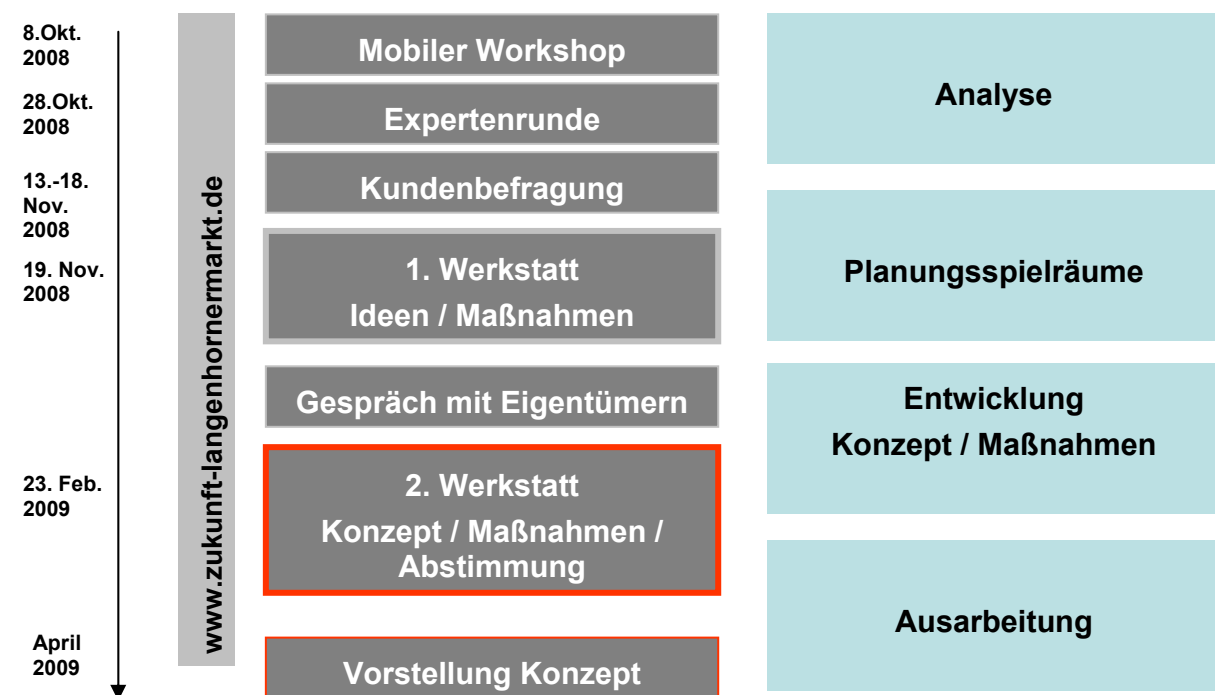 8.Okt.
2008
28.Okt.
2008
13.-18.
Nov.
2008
19. Nov.
2008
23. Feb.
2009
April
2009
www.zukunft-langenhornermarkt.de
Mobiler Workshop
Expertenrunde
Kundenbefragung
1. Werkstatt
Ideen / Maßnahmen
Gespräch mit Eigentümern
2. Werkstatt
Konzept / Maßnahmen /
Abstimmung
Vorstellung Konzept
Analyse
Planungsspielräume
Entwicklung
Konzept / Maßnahmen
Ausarbeitung